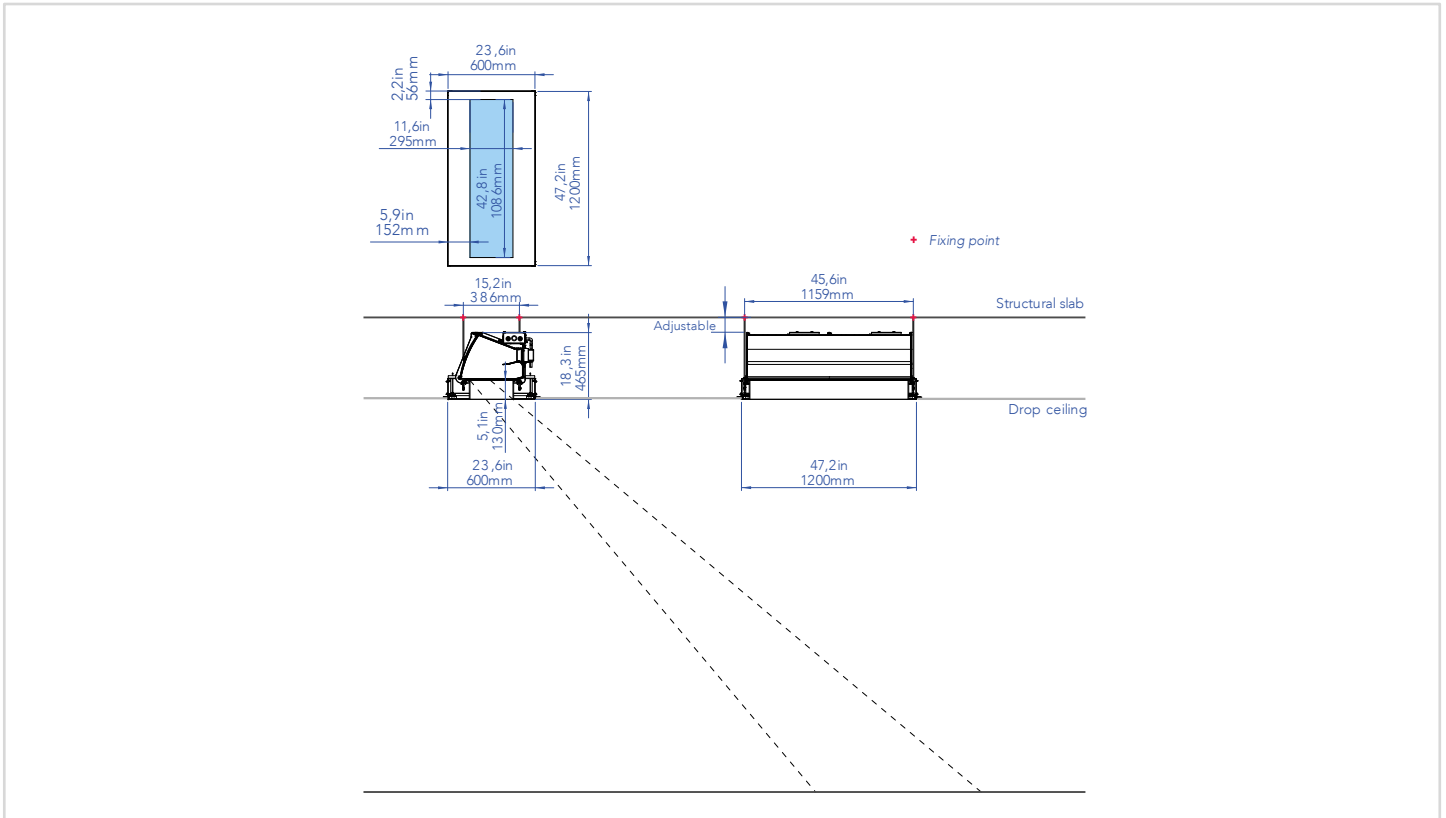 23,6in
600mm
2,2in
56mm
11,6in
295mm
42,8in
1086mm
47,2in
1200mm
5,9in
152mm
Fixing point
15,2in
386mm
45,6in
1159mm
Structural slab
Adjustable
18,3in
465mm
Drop ceiling
5,1in
130mm
23,6in
600mm
47,2in
1200mm